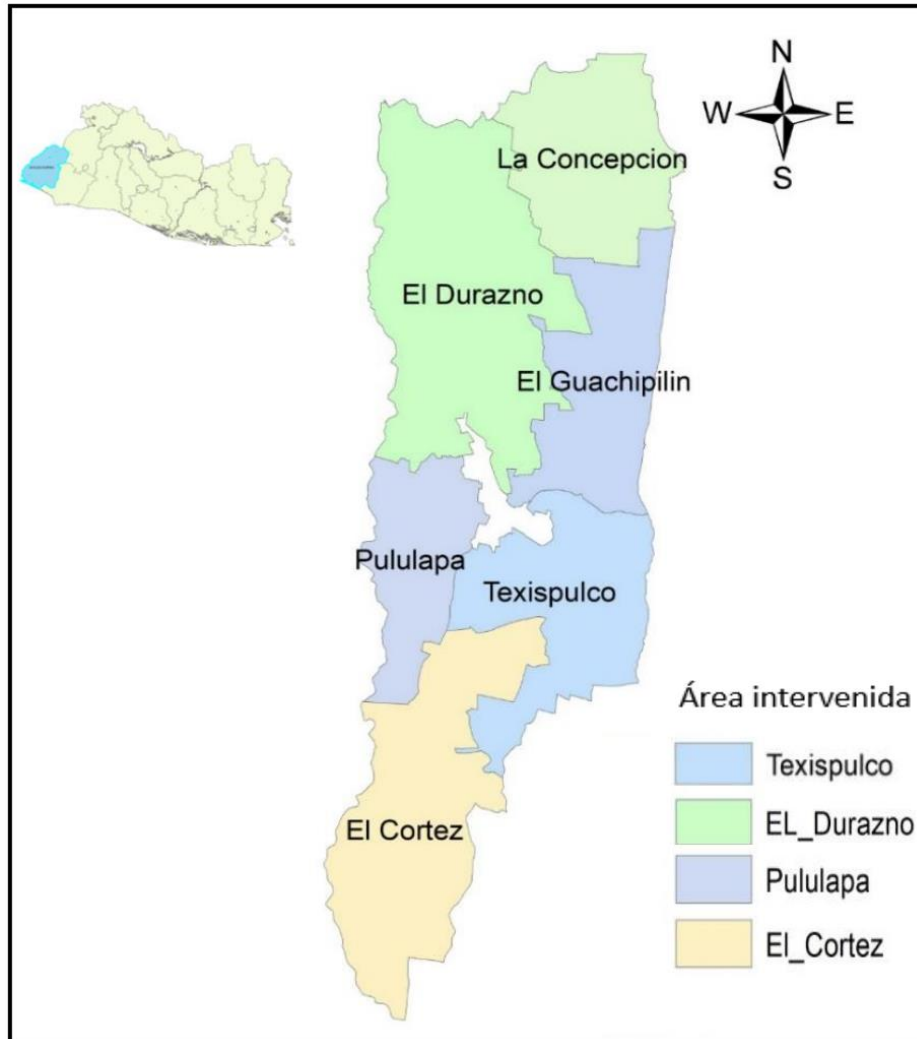 N
W E
S
La Concepcion
El Durazno
El Guachipilin
Pululapa
Texispulco
El Cortez
Área intervenida
Texispulco
EL_Durazno
Pululapa
El_Cortez